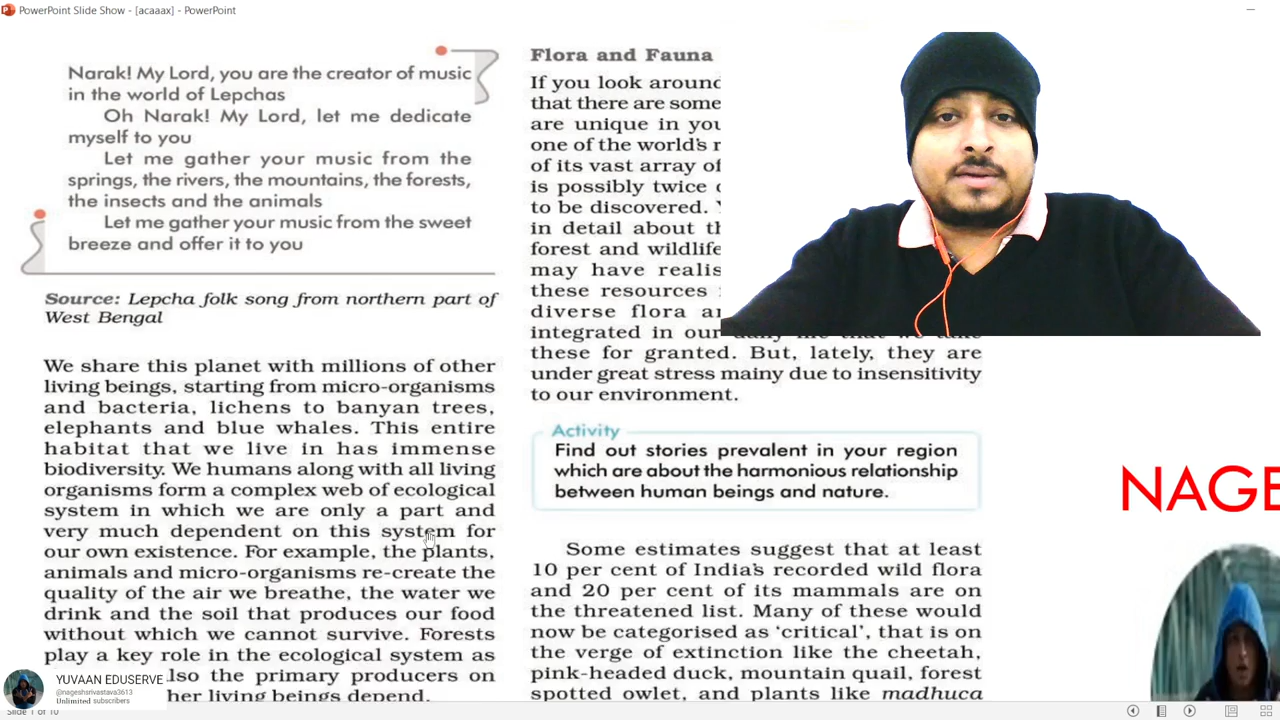 PowerPoint Slide Show - [acaaax] - PowerPoint
Narak! My Lord, you are the creator of music
in the world of Lepchas
Oh Narak! My Lord, let me dedicate
myself to you
Let me gather your music from the
springs, the rivers, the mountains, the forests,
the insects and the animals
Let me gather your music from the sweet
breeze and offer it to you
Source: Lepcha folk song from northern part of
West Bengal
We share this planet with millions of other
living beings, starting from micro-organisms
and bacteria, lichens to banyan trees,
elephants and blue whales. This entire
habitat that we live in has immense
biodiversity. We humans along with all living
organisms form a complex web of ecological
system in which we are only a part and
very much dependent on this system for
our own existence. For example, the plants,
animals and micro-organisms re-create the
quality of the air we breathe, the water we
drink and the soil that produces our food
without which we cannot survive. Forests
play a key role in the ecological system as
lso the primary producers on
her living beings depend.
Flora and Fauna
If you look around
that there are some
are unique in you
one of the world's r
of its vast array of
is possibly twice
to be discovered.
in detail about th
forest and wildlife
may have realis
these resources
diverse flora a
integrated in our daily life that we take
these for granted. But, lately, they are
under great stress mainy due to insensitivity
to our environment.
Activity
Find out stories prevalent in your region
which are about the harmonious relationship
between human beings and nature.
Some estimates suggest that at least
10 per cent of India's recorded wild flora
and 20 per cent of its mammals are on
the threatened list. Many of these would
now be categorised as 'critical', that is on
the verge of extinction like the cheetah,
pink-headed duck, mountain quail, forest
spotted owlet, and plants like madhuca
NAGE
YUVAAN EDUSERVE
@nageshsrivastava3613
Unlimited subscribers
Slide 1 of 10